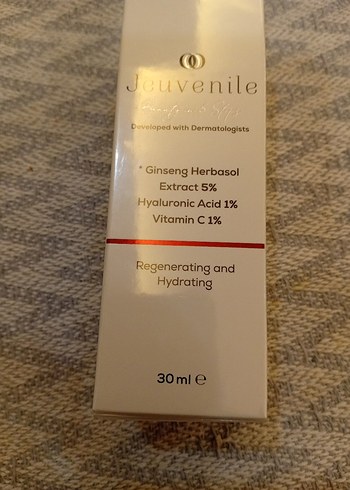 Jeuvenile
Developed with Dermatologists
* Ginseng Herbasol
Extract 5%
Hyaluronic Acid 1%
Vitamin C 1%
Regenerating and
Hydrating
30 ml ℮